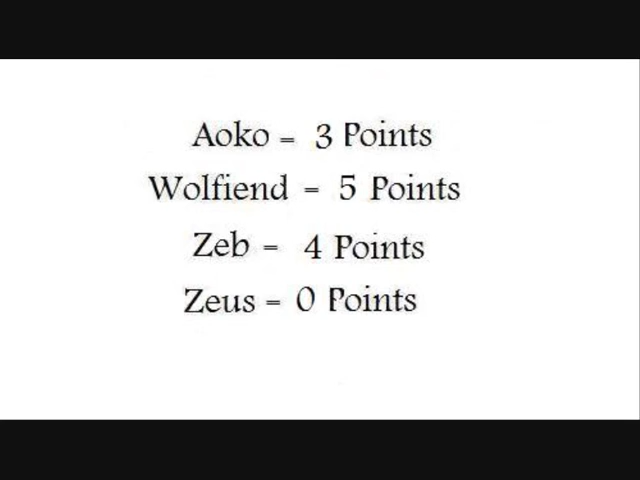 Aoko = 3 Points
Wolfiend = 5 Points
Zeb = 4 Points
Zeus = 0 Points